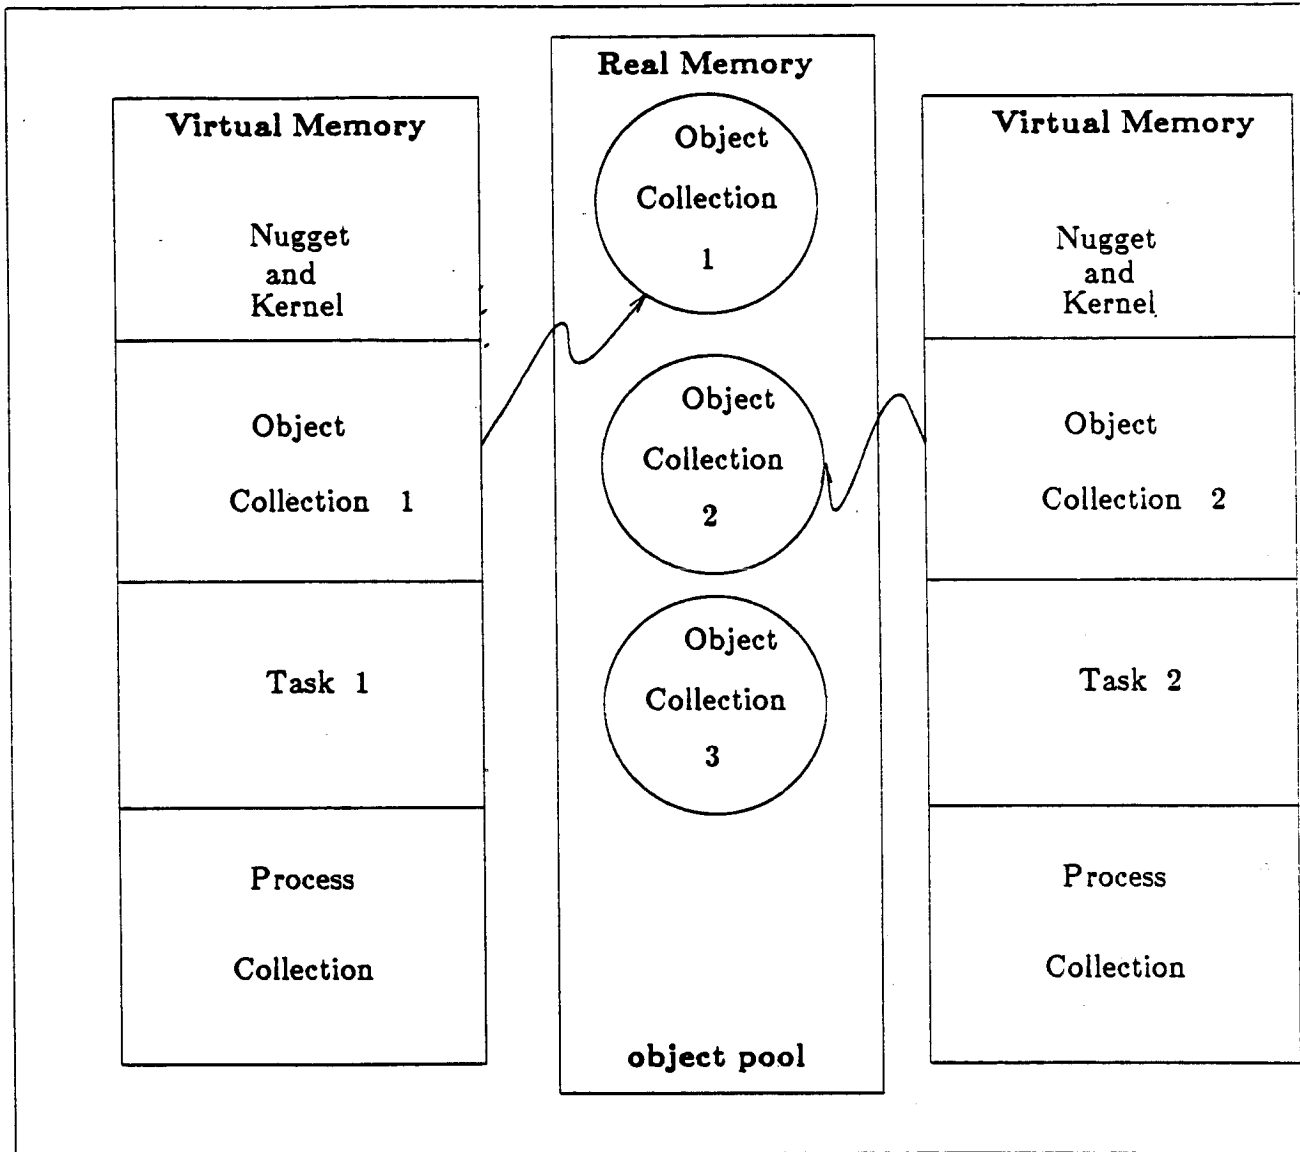 Virtual Memory
Nugget
and
Kernel
Object
Collection 1
Task 1
Process
Collection
Real Memory
Object
Collection
1
Object
Collection
2
Object
Collection
3
object pool
Virtual Memory
Nugget
and
Kernel
Object
Collection 2
Task 2
Process
Collection